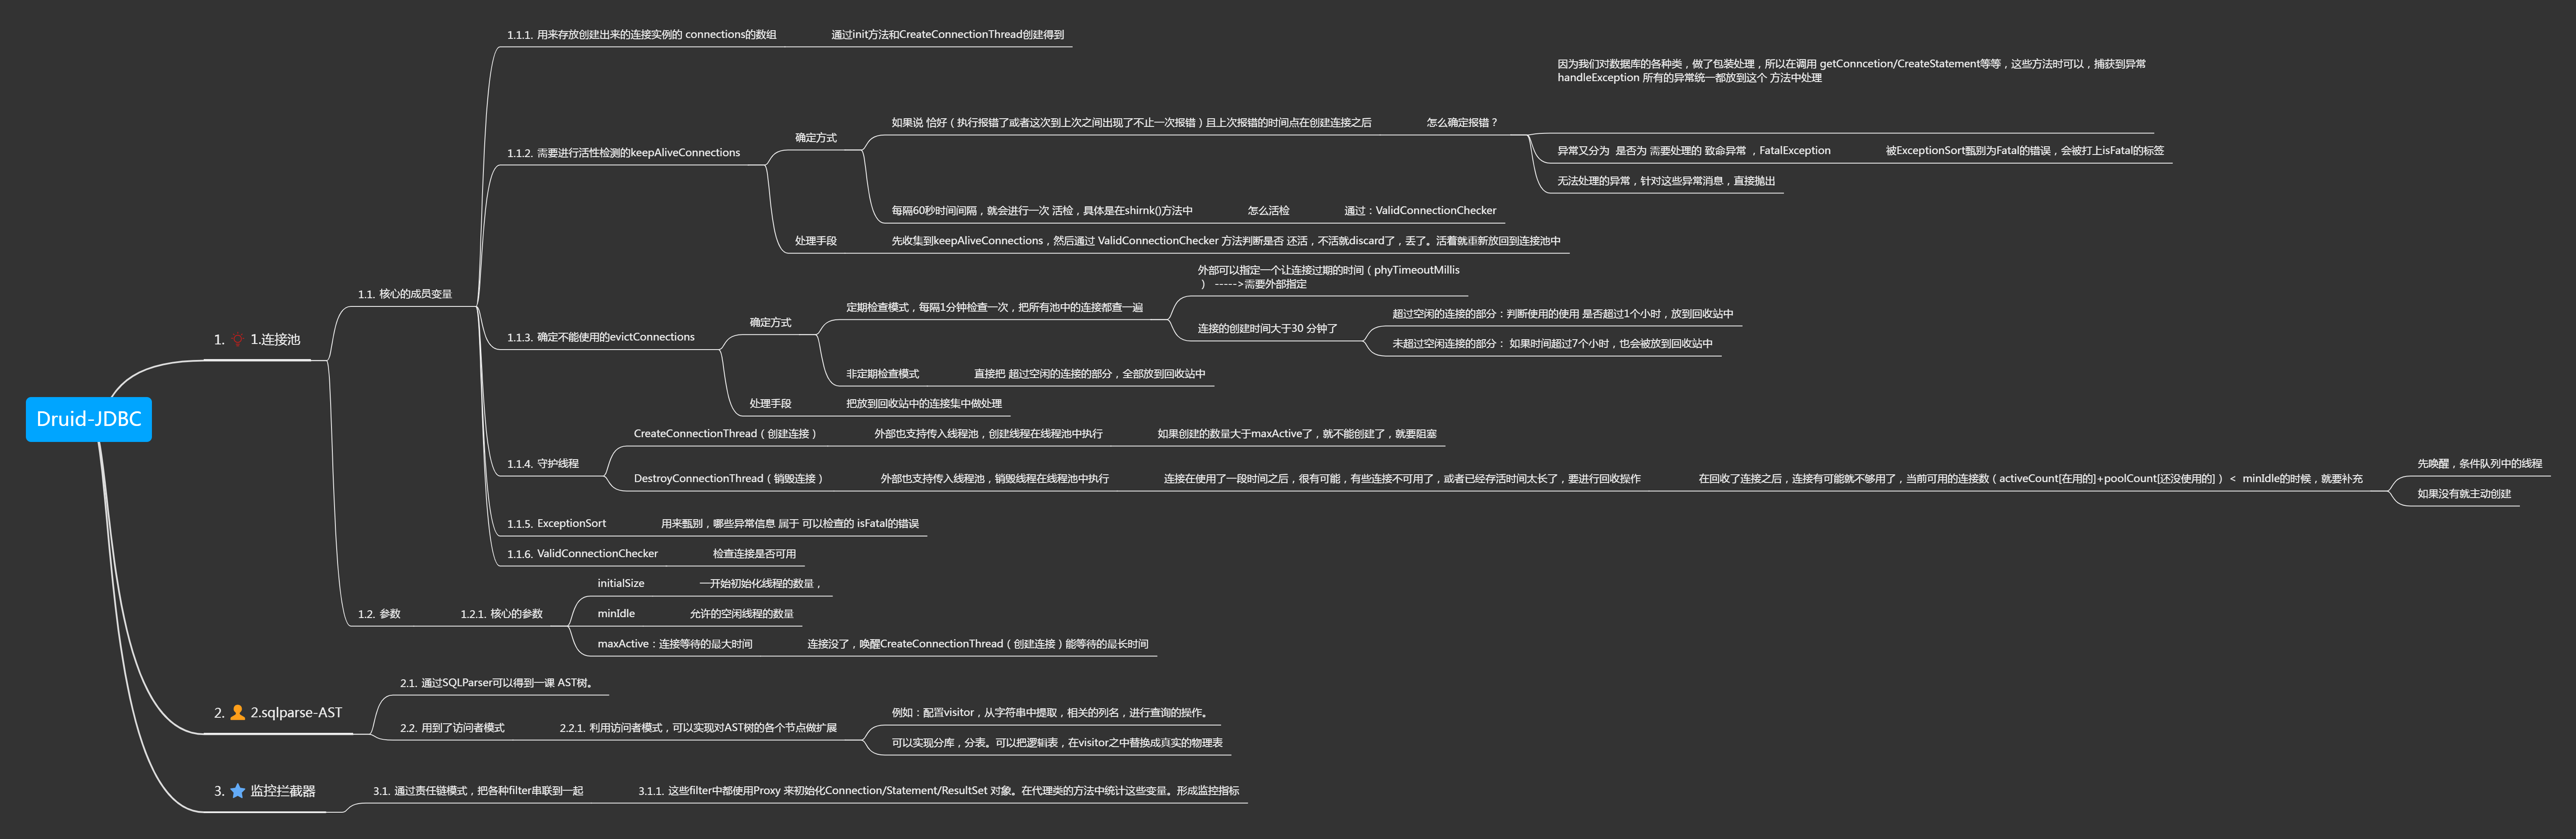 Druid-JDBC
1. 1.连接池
1.1. 核心的成员变量
1.1.1. 用来存放创建出来的连接实例的 connections的数组
通过init方法和CreateConnectionThread创建得到
1.1.2. 需要进行活性检测的keepAliveConnections
确定方式
如果说 恰好（执行报错了或者这次到上次之间出现了不止一次报错）且上次报错的时间点在创建连接之后
怎么确定报错？
因为我们对数据库的各种类，做了包装处理，所以在调用 getConncetion/CreateStatement等等，这些方法时可以，捕获到异常
handleException 所有的异常统一都放到这个 方法中处理
异常又分为 是否为 需要处理的 致命异常 ，FatalException
被ExceptionSort甄别为Fatal的错误，会被打上isFatal的标签
无法处理的异常，针对这些异常消息，直接抛出
每隔60秒时间间隔，就会进行一次 活检，具体是在shirnk()方法中
怎么活检
通过：ValidConnectionChecker
处理手段
先收集到keepAliveConnections，然后通过 ValidConnectionChecker 方法判断是否 还活，不活就discard了，丢了。活着就重新放回到连接池中
1.1.3. 确定不能使用的evictConnections
确定方式
定期检查模式，每隔1分钟检查一次，把所有池中的连接都查一遍
外部可以指定一个让连接过期的时间（phyTimeoutMillis
） ----->需要外部指定
连接的创建时间大于30 分钟了
超过空闲的连接的部分：判断使用的使用 是否超过1个小时，放到回收站中
未超过空闲连接的部分： 如果时间超过7个小时，也会被放到回收站中
非定期检查模式
直接把 超过空闲的连接的部分，全部放到回收站中
处理手段
把放到回收站中的连接集中做处理
1.1.4. 守护线程
CreateConnectionThread（创建连接）
外部也支持传入线程池，创建线程在线程池中执行
如果创建的数量大于maxActive了，就不能创建了，就要阻塞
DestroyConnectionThread（销毁连接）
外部也支持传入线程池，销毁线程在线程池中执行
连接在使用了一段时间之后，很有可能，有些连接不可用了，或者已经存活时间太长了，要进行回收操作
在回收了连接之后，连接有可能就不够用了，当前可用的连接数（activeCount[在用的]+poolCount[还没使用的]） < minIdle的时候，就要补充
先唤醒，条件队列中的线程
如果没有就主动创建
1.1.5. ExceptionSort
用来甄别，哪些异常信息 属于 可以检查的 isFatal的错误
1.1.6. ValidConnectionChecker
检查连接是否可用
1.2. 参数
1.2.1. 核心的参数
initialSize
一开始初始化线程的数量，
minIdle
允许的空闲线程的数量
maxActive：连接等待的最大时间
连接没了，唤醒CreateConnectionThread（创建连接）能等待的最长时间
2. 2.sqlparse-AST
2.1. 通过SQLParser可以得到一课 AST树。
2.2. 用到了访问者模式
2.2.1. 利用访问者模式，可以实现对AST树的各个节点做扩展
例如：配置visitor，从字符串中提取，相关的列名，进行查询的操作。
可以实现分库，分表。可以把逻辑表，在visitor之中替换成真实的物理表
3. 监控拦截器
3.1. 通过责任链模式，把各种filter串联到一起
3.1.1. 这些filter中都使用Proxy 来初始化Connection/Statement/ResultSet 对象。在代理类的方法中统计这些变量。形成监控指标